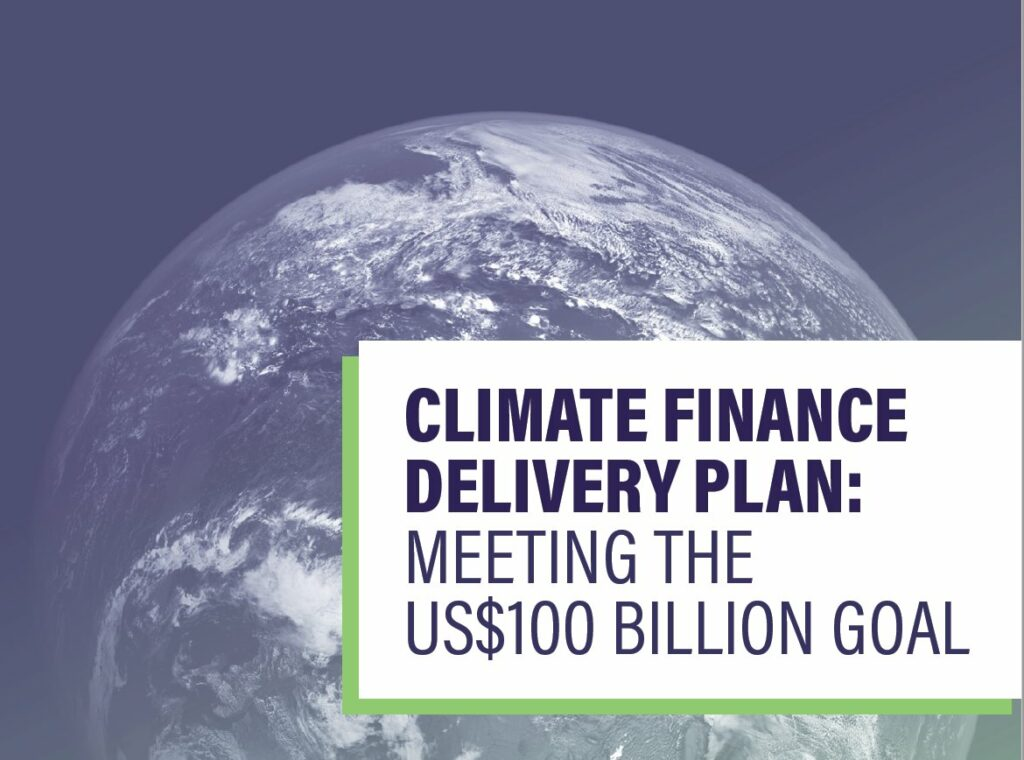 CLIMATE FINANCE
DELIVERY PLAN:
MEETING THE
US$100 BILLION GOAL